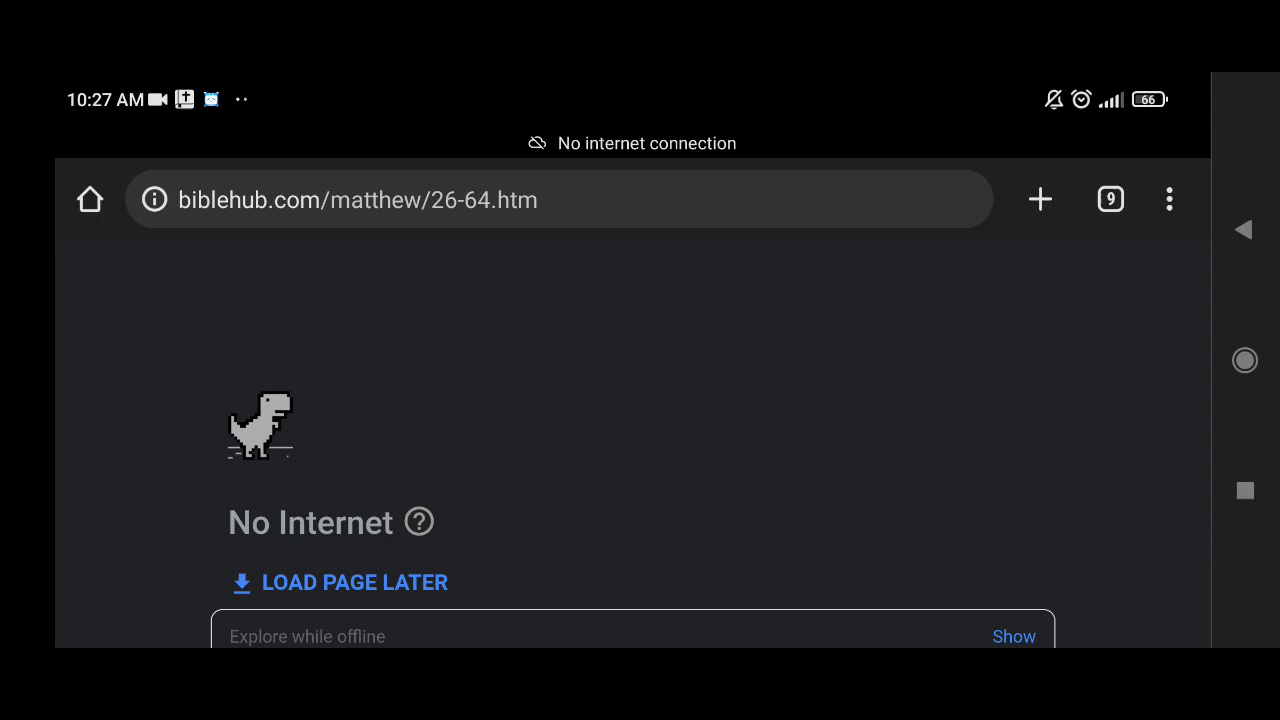 10:27 AM
66
No internet connection
biblehub.com/matthew/26-64.htm
9
No Internet
LOAD PAGE LATER
Explore while offline
Show